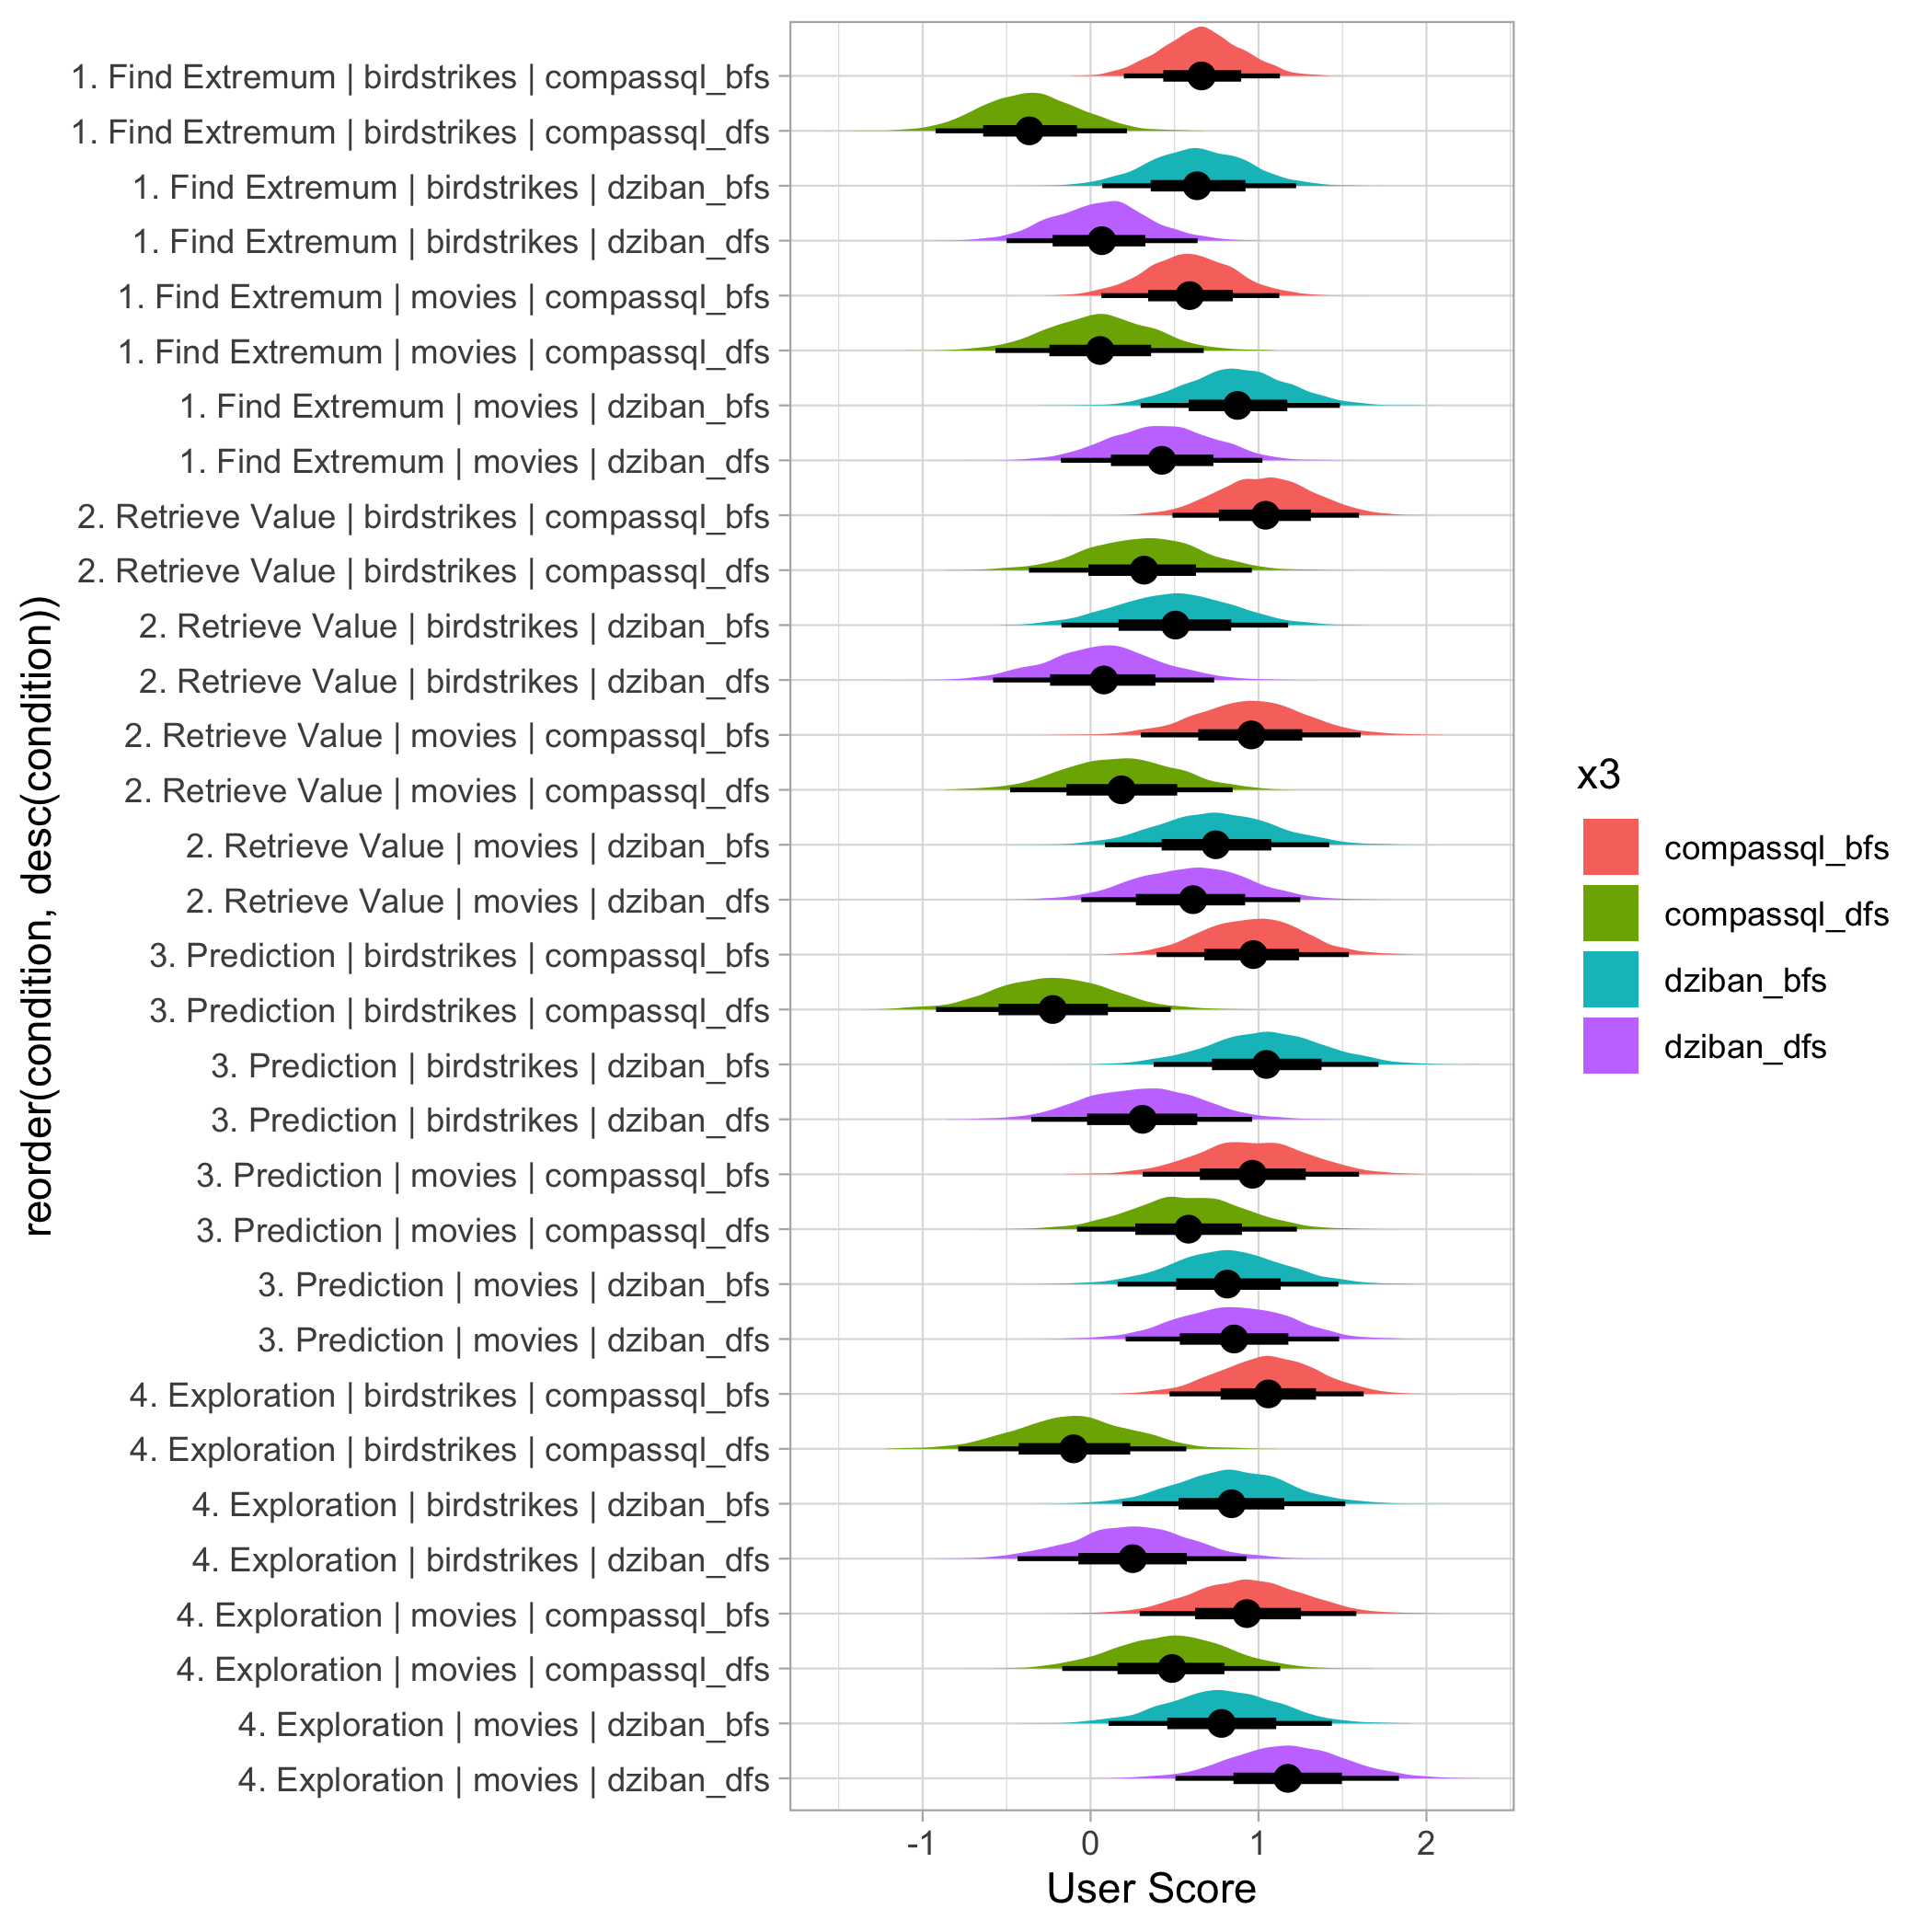 1. Find Extremum | birdstrikes | compassql_bfs
1. Find Extremum | birdstrikes | compassql_dfs
1. Find Extremum | birdstrikes | dziban_bfs
1. Find Extremum | birdstrikes | dziban_dfs
1. Find Extremum | movies | compassql_bfs
1. Find Extremum | movies | compassql_dfs
1. Find Extremum | movies | dziban_bfs
1. Find Extremum | movies | dziban_dfs
2. Retrieve Value | birdstrikes | compassql_bfs
2. Retrieve Value | birdstrikes | compassql_dfs
2. Retrieve Value | birdstrikes | dziban_bfs
2. Retrieve Value | birdstrikes | dziban_dfs
2. Retrieve Value | movies | compassql_bfs
2. Retrieve Value | movies | compassql_dfs
2. Retrieve Value | movies | dziban_bfs
2. Retrieve Value | movies | dziban_dfs
3. Prediction | birdstrikes | compassql_bfs
3. Prediction | birdstrikes | compassql_dfs
3. Prediction | birdstrikes | dziban_bfs
3. Prediction | birdstrikes | dziban_dfs
3. Prediction | movies | compassql_bfs
3. Prediction | movies | compassql_dfs
3. Prediction | movies | dziban_bfs
3. Prediction | movies | dziban_dfs
4. Exploration | birdstrikes | compassql_bfs
4. Exploration | birdstrikes | compassql_dfs
4. Exploration | birdstrikes | dziban_bfs
4. Exploration | birdstrikes | dziban_dfs
4. Exploration | movies | compassql_bfs
4. Exploration | movies | compassql_dfs
4. Exploration | movies | dziban_bfs
4. Exploration | movies | dziban_dfs
reorder(condition, desc(condition))
-1 0 1 2
User Score
x3
compassql_bfs
compassql_dfs
dziban_bfs
dziban_dfs